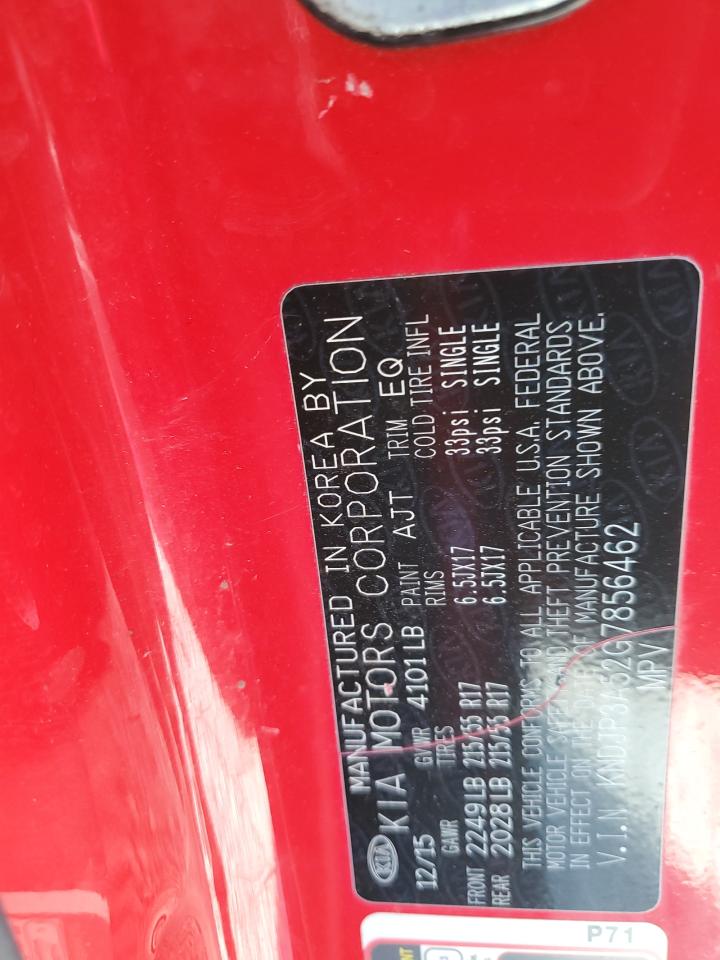 MANUFACTURED IN KOREA BY
KIA KIA MOTORS CORPORATION
12/15 GVWR 4101LB PAINT AJT TRIM EQ
GAWR TIRES RIMS COLD TIRE INFL
FRONT 2249LB 215/55 R17 6.5JX17 33psi SINGLE
REAR 2028LB 215/55 R17 6.5JX17 33psi SINGLE
THIS VEHICLE CONFORMS TO ALL APPLICABLE U.S.A. FEDERAL
MOTOR VEHICLE SAFETY AND THEFT PREVENTION STANDARDS
IN EFFECT ON THE DATE OF MANUFACTURE SHOWN ABOVE.
V.I.N KNDJP3A52G7856462
MPV
P71